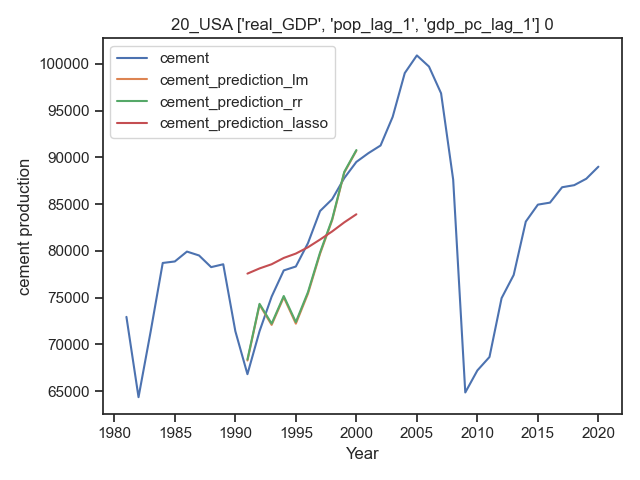 20_USA ['real_GDP', 'pop_lag_1', 'gdp_pc_lag_1'] 0
cement
cement_prediction_lm
cement_prediction_rr
cement_prediction_lasso
100000
95000
90000
85000
80000
75000
70000
65000
cement production
1980 1985 1990 1995 2000 2005 2010 2015 2020
Year